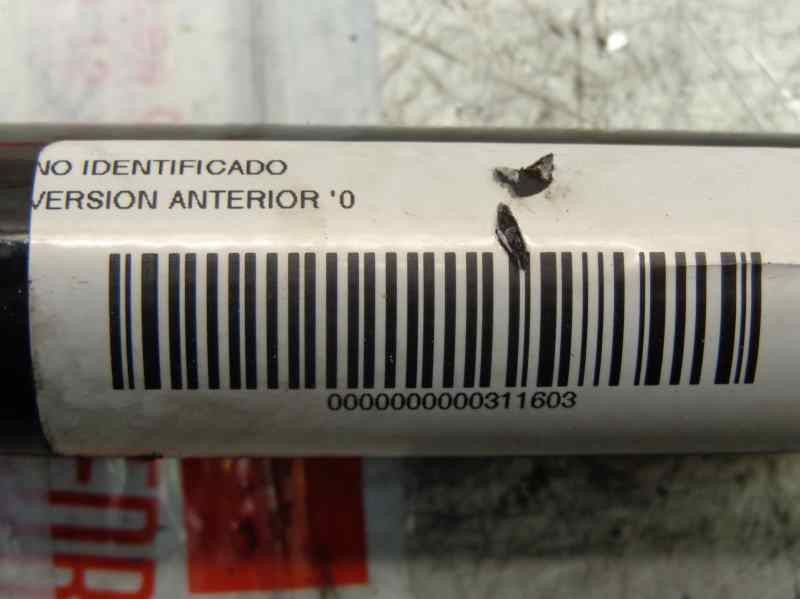 NO IDENTIFICADO
VERSION ANTERIOR '0
0000000000311603